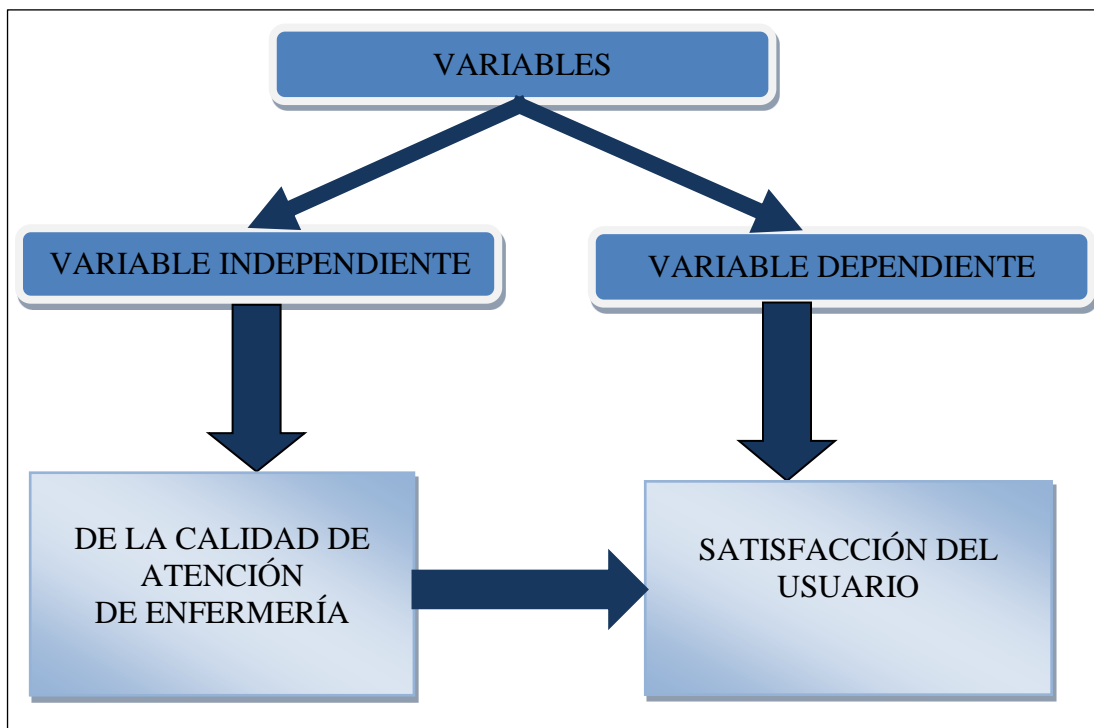 VARIABLES
VARIABLE INDEPENDIENTE
VARIABLE DEPENDIENTE
DE LA CALIDAD DE
ATENCIÓN
DE ENFERMERÍA
SATISFACCIÓN DEL
USUARIO